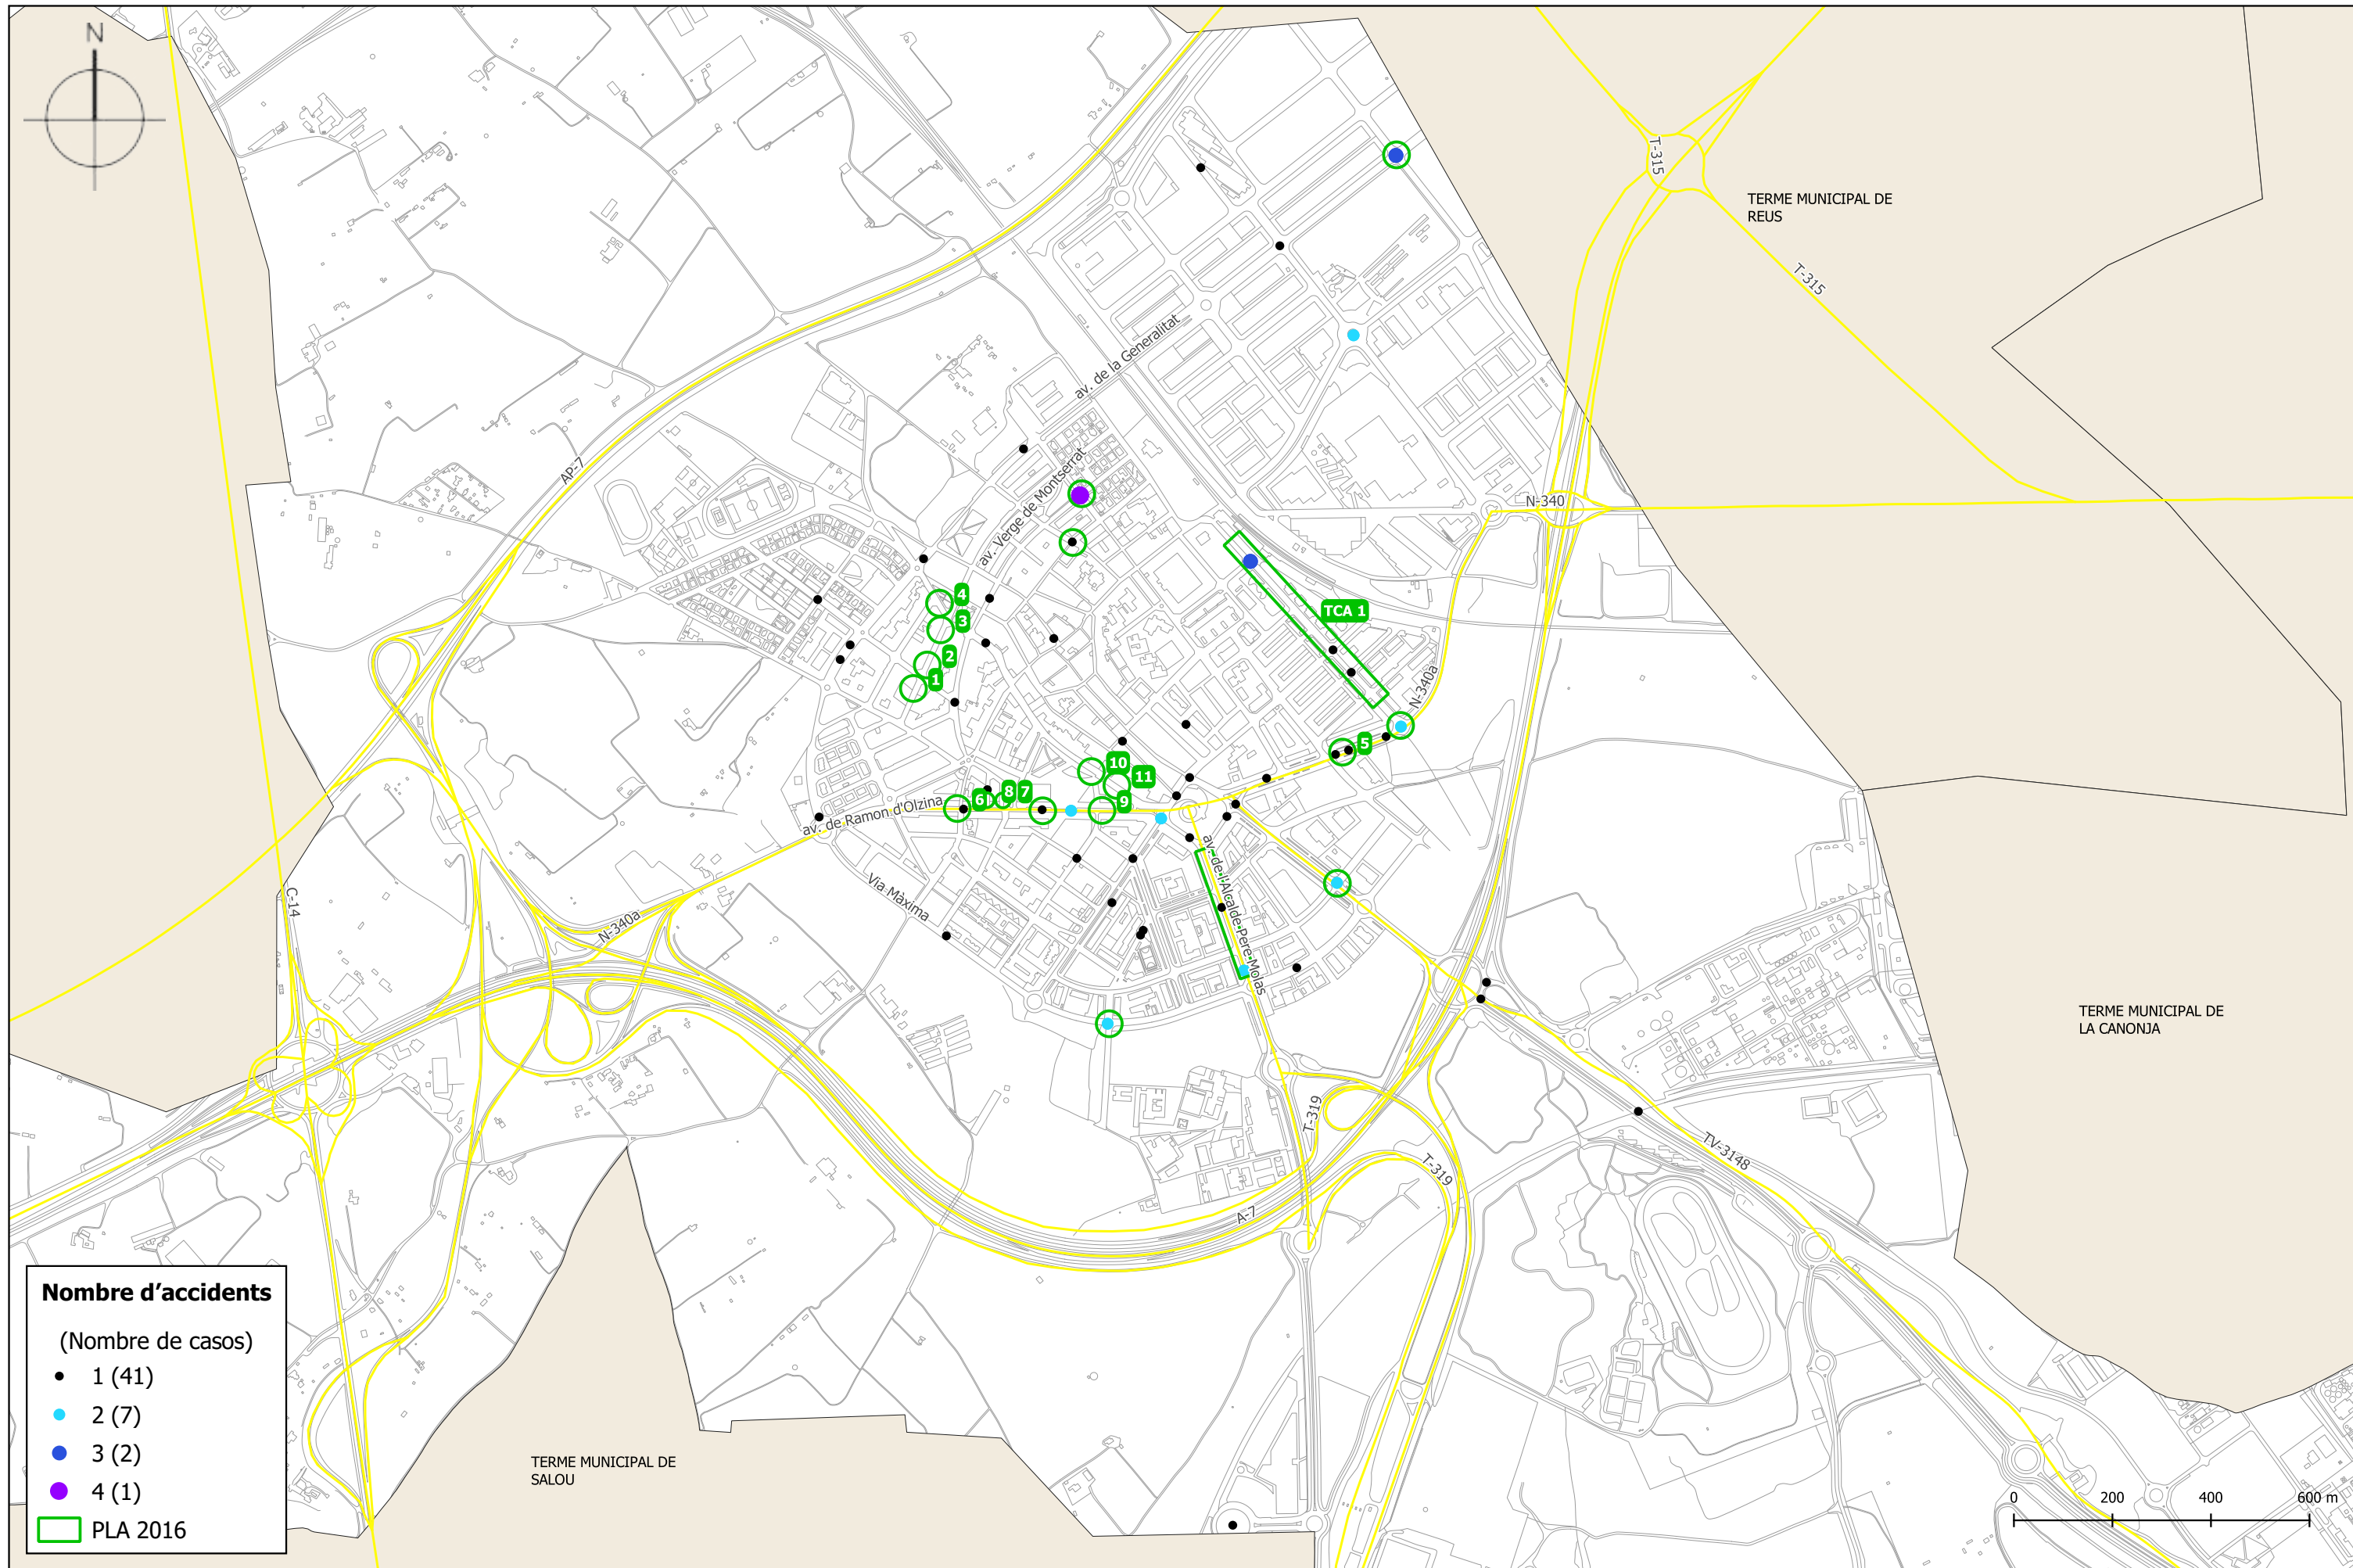 N
T-315
TERME MUNICIPAL DE
REUS
T-315
av. de la Generalitat
AP-7
av. Verge de Montserrat
N-340
4
TCA 1
3
2
1
N-340a
5
10
11
6
8
7
9
av. de Ramon d'Olzina
av. de l'Alcalde Pere Molas
Via Màxima
C-14
N-340a
TERME MUNICIPAL DE
LA CANONJA
T-319
TV-3148
T-319
A-7
Nombre d’accidents
(Nombre de casos)
1 (41)
2 (7)
3 (2)
4 (1)
PLA 2016
TERME MUNICIPAL DE
SALOU
0 200 400 600 m